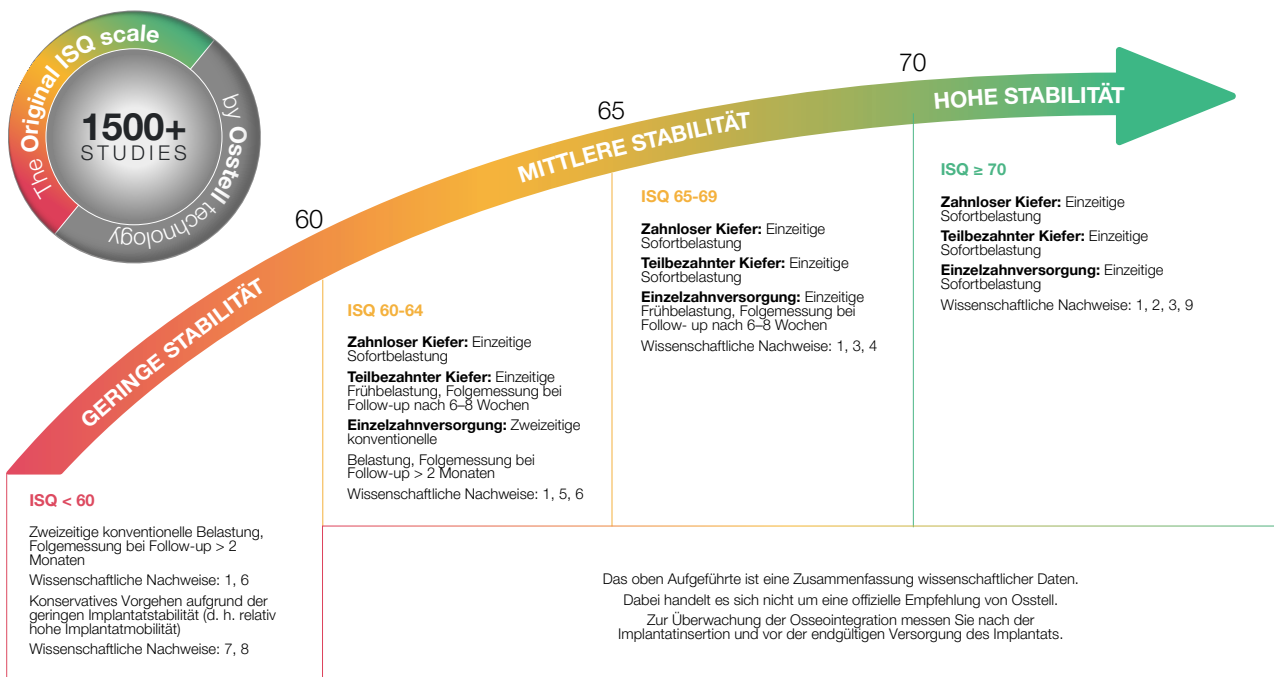 The Original ISQ scale
by Osstell technology
1500+
STUDIES
60
65
70
GERINGE STABILITÄT
MITTLERE STABILITÄT
HOHE STABILITÄT
ISQ < 60
Zweizeitige konventionelle Belastung,
Folgemessung bei Follow-up > 2
Monaten
Wissenschaftliche Nachweise: 1, 6
Konservatives Vorgehen aufgrund der
geringen Implantatstabilität (d. h. relativ
hohe Implantatmobilität)
Wissenschaftliche Nachweise: 7, 8
ISQ 60-64
Zahnloser Kiefer: Einzeitige
Sofortbelastung
Teilbezahnter Kiefer: Einzeitige
Frühbelastung, Folgemessung bei
Follow-up nach 6–8 Wochen
Einzelzahnversorgung: Zweizeitige
konventionelle
Belastung, Folgemessung bei
Follow-up > 2 Monaten
Wissenschaftliche Nachweise: 1, 5, 6
ISQ 65-69
Zahnloser Kiefer: Einzeitige
Sofortbelastung
Teilbezahnter Kiefer: Einzeitige
Sofortbelastung
Einzelzahnversorgung: Einzeitige
Frühbelastung, Folgemessung bei
Follow- up nach 6–8 Wochen
Wissenschaftliche Nachweise: 1, 3, 4
ISQ ≥ 70
Zahnloser Kiefer: Einzeitige
Sofortbelastung
Teilbezahnter Kiefer: Einzeitige
Sofortbelastung
Einzelzahnversorgung: Einzeitige
Sofortbelastung
Wissenschaftliche Nachweise: 1, 2, 3, 9
Das oben Aufgeführte ist eine Zusammenfassung wissenschaftlicher Daten.
Dabei handelt es sich nicht um eine offizielle Empfehlung von Osstell.
Zur Überwachung der Osseointegration messen Sie nach der
Implantatinsertion und vor der endgültigen Versorgung des Implantats.